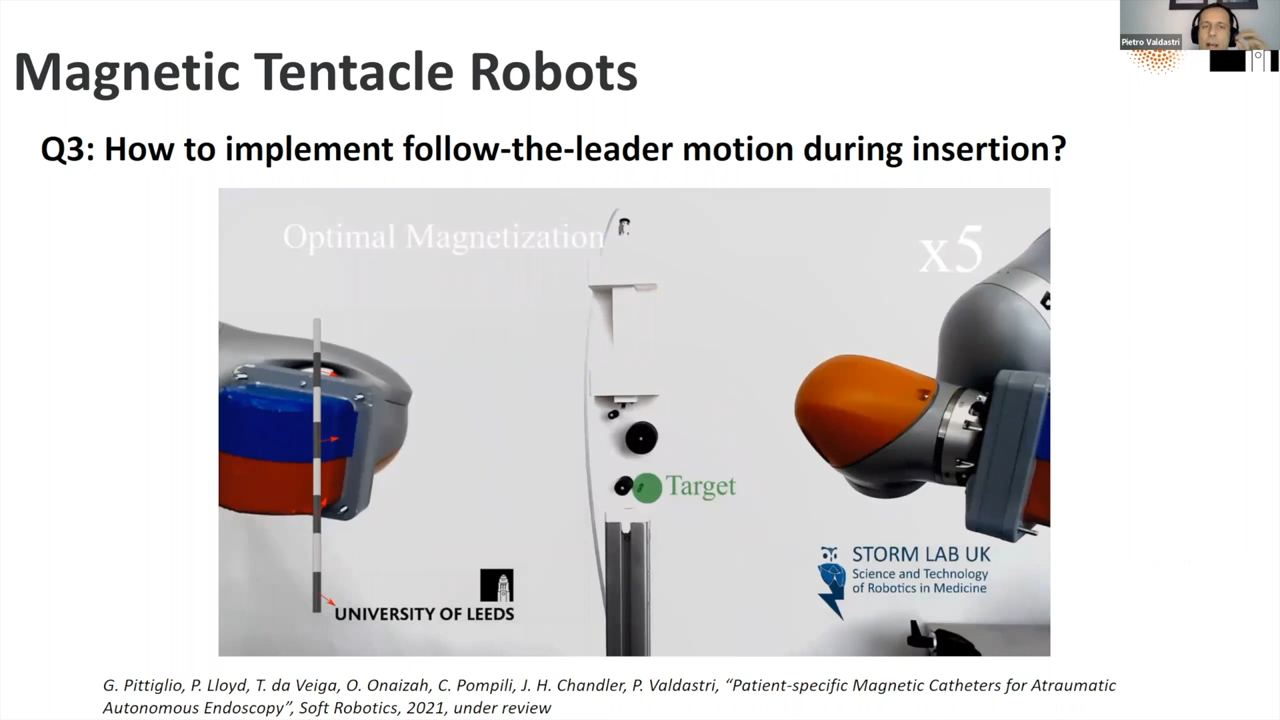 Pietro Valdastri
Magnetic Tentacle Robots
Q3: How to implement follow-the-leader motion during insertion?
Optimal Magnetization
x5
Target
STORM LAB UK
Science and Technology
of Robotics in Medicine
UNIVERSITY OF LEEDS
G. Pittiglio, P. Lloyd, T. da Veiga, O. Onaizah, C. Pompili, J. H. Chandler, P. Valdastri, “Patient-specific Magnetic Catheters for Atraumatic
Autonomous Endoscopy”, Soft Robotics, 2021, under review